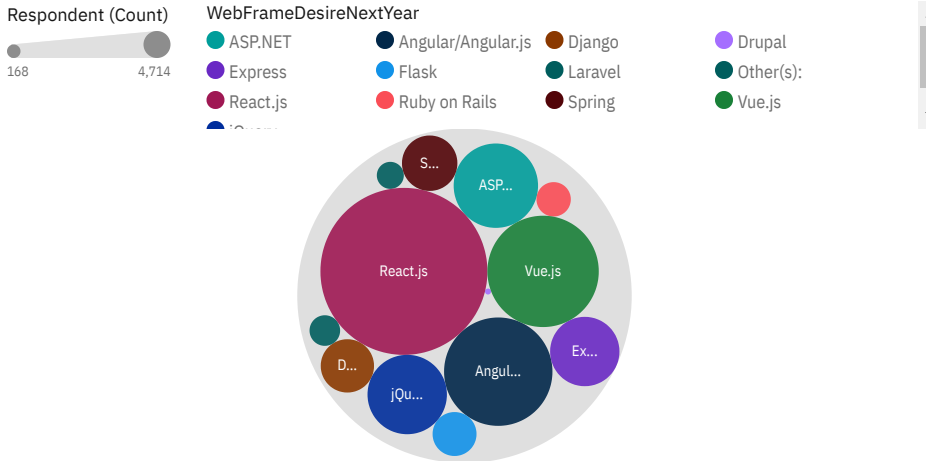 Respondent (Count)
168 4,714
WebFrameDesireNextYear
ASP.NET Angular/Angular.js Django Drupal
Express Flask Laravel Other(s):
React.js Ruby on Rails Spring Vue.js
jQuery
S...
ASP...
React.js
Vue.js
Ex...
D...
Angul...
jQu...